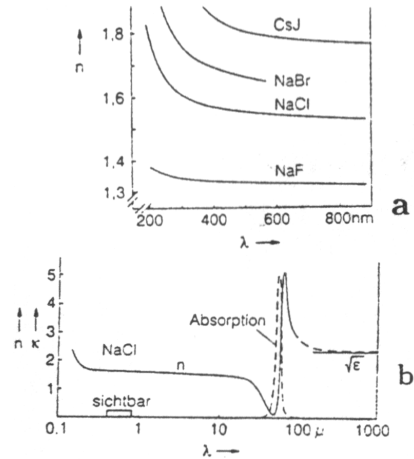 1,8
CsJ
n
NaBr
1,6
NaCl
1,4
NaF
1,3
200 400 600 800nm
λ
a
5
Absorption
4
n κ
3
NaCl
n
2
√ε
b
1
sichtbar
0.1 1 10 100 μ 1000
λ